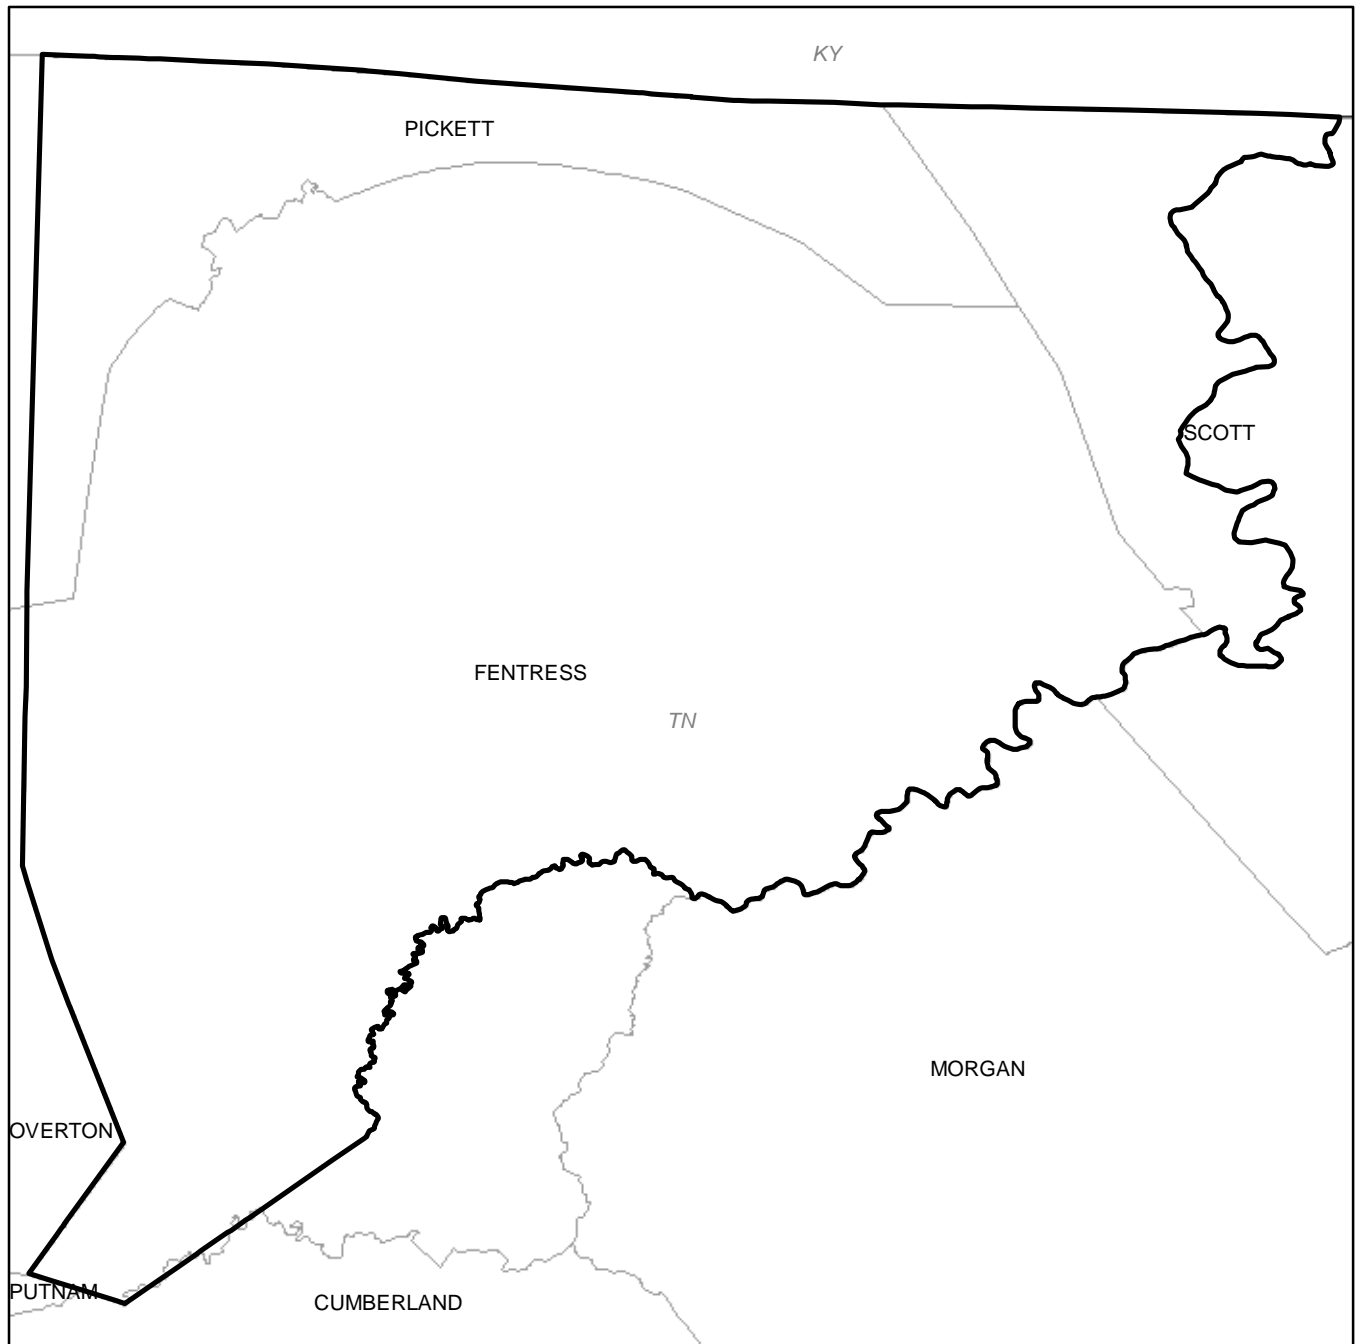 KY
PICKETT
SCOTT
FENTRESS
TN
MORGAN
OVERTON
PUTNAM
CUMBERLAND